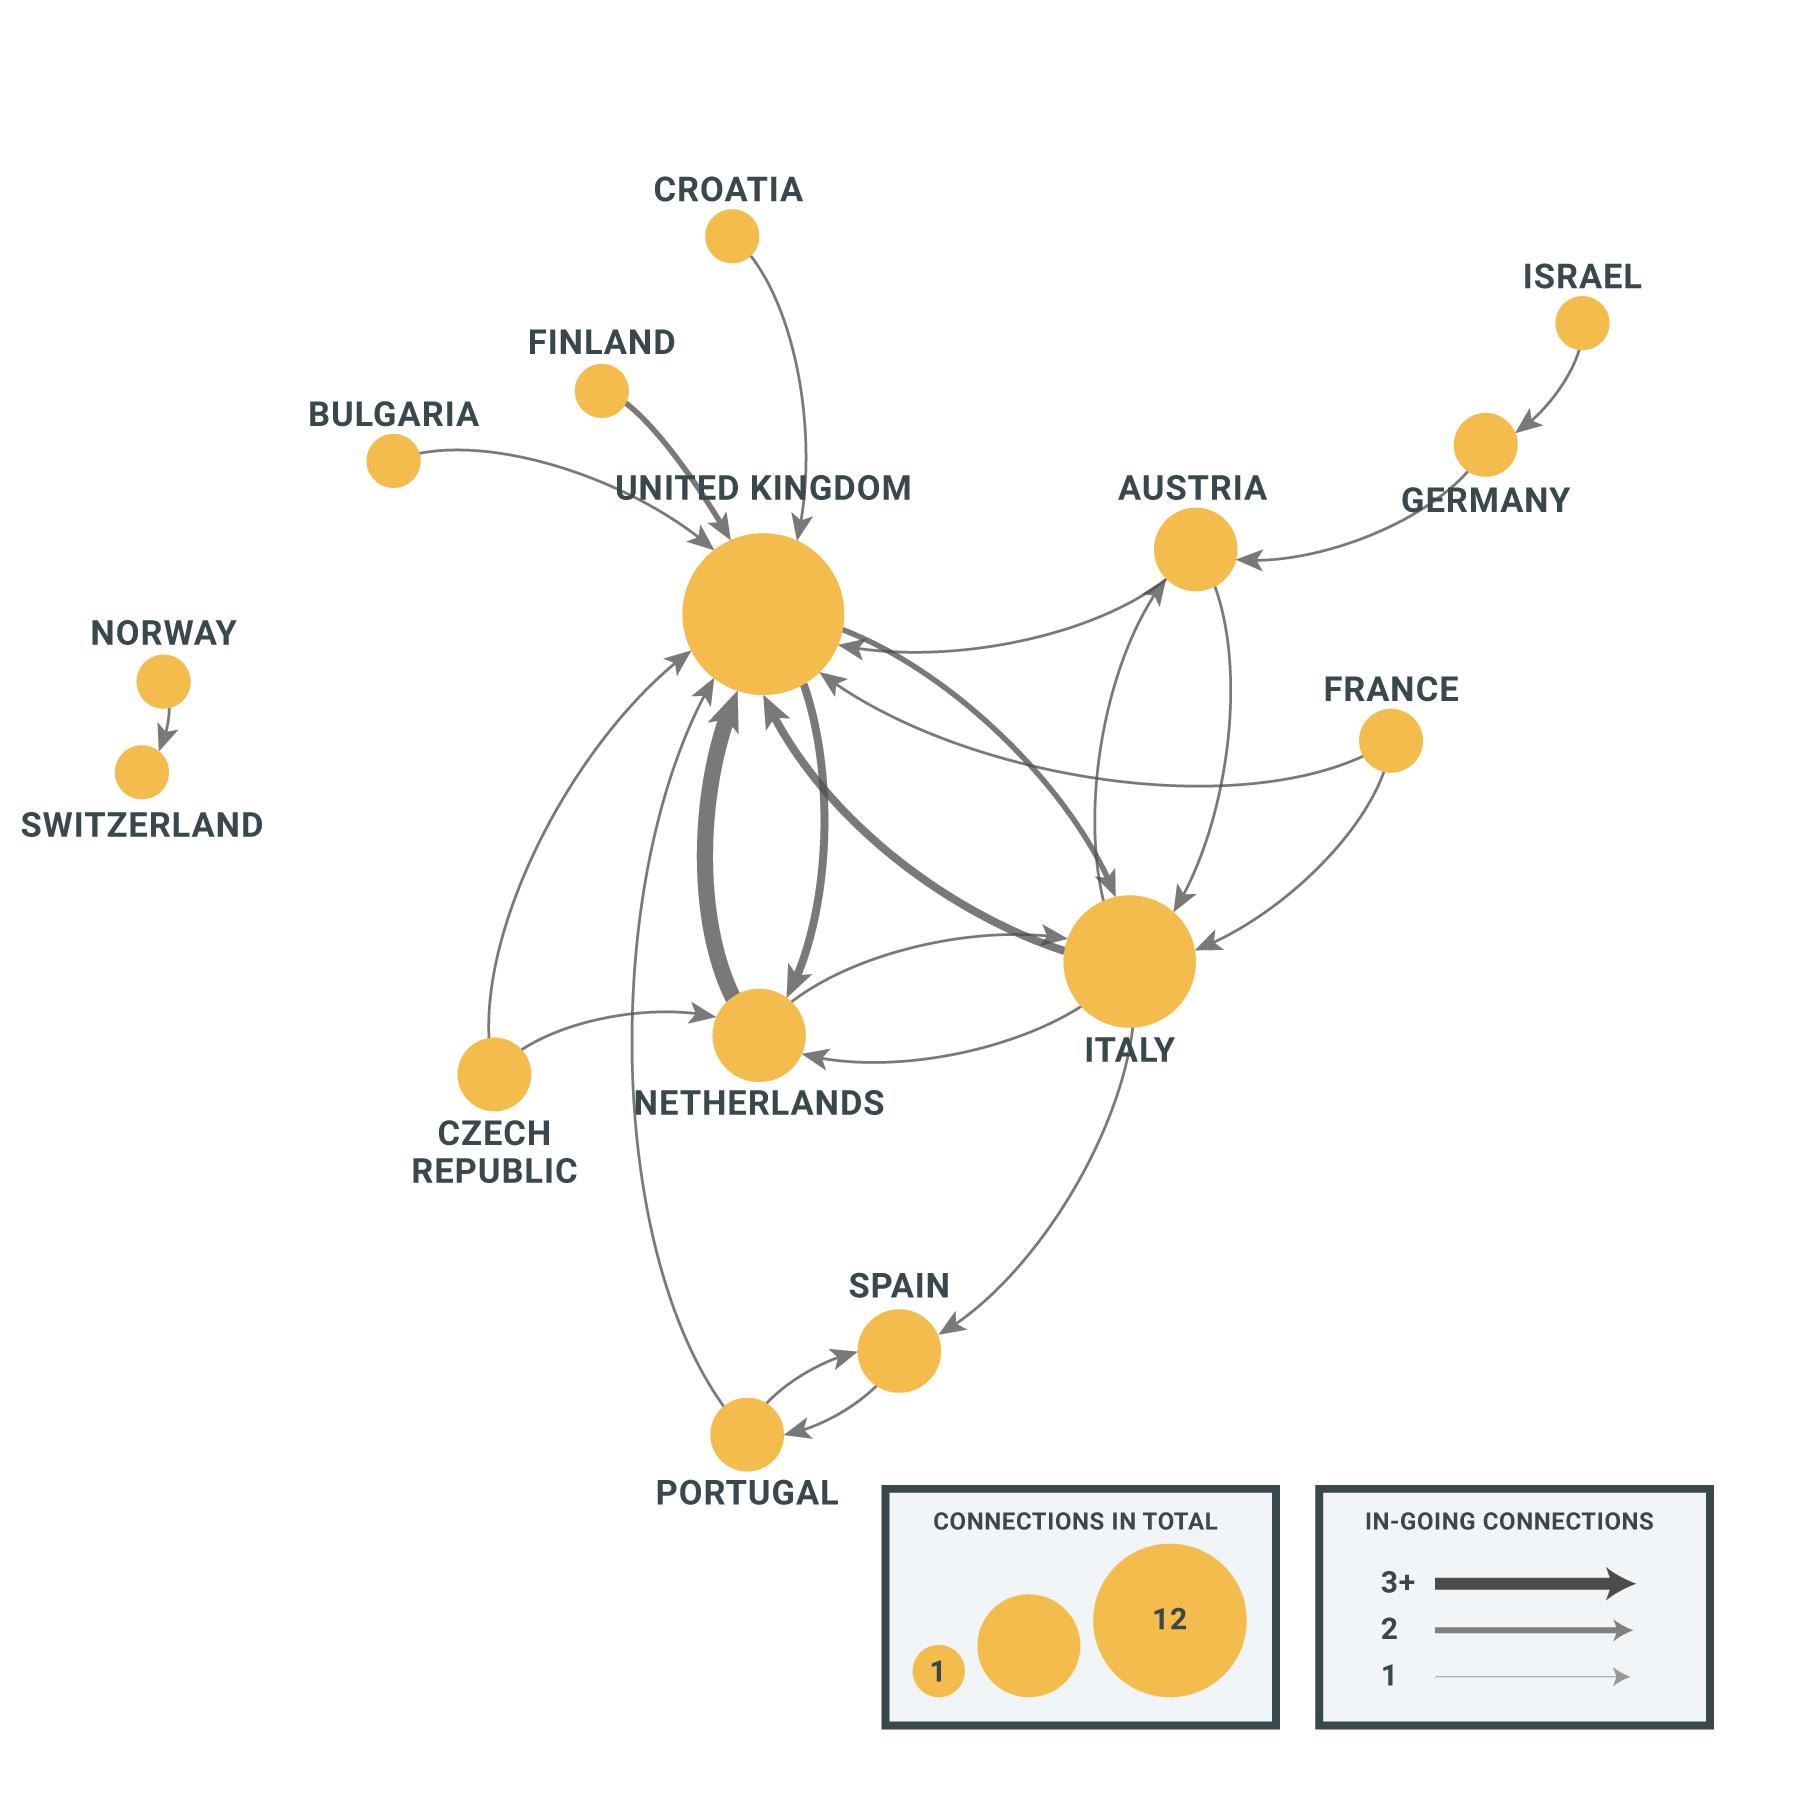 CROATIA
ISRAEL
FINLAND
BULGARIA
UNITED KINGDOM
AUSTRIA
GERMANY
NORWAY
FRANCE
SWITZERLAND
ITALY
NETHERLANDS
CZECH
REPUBLIC
SPAIN
PORTUGAL
CONNECTIONS IN TOTAL
1
12
IN-GOING CONNECTIONS
3+
2
1